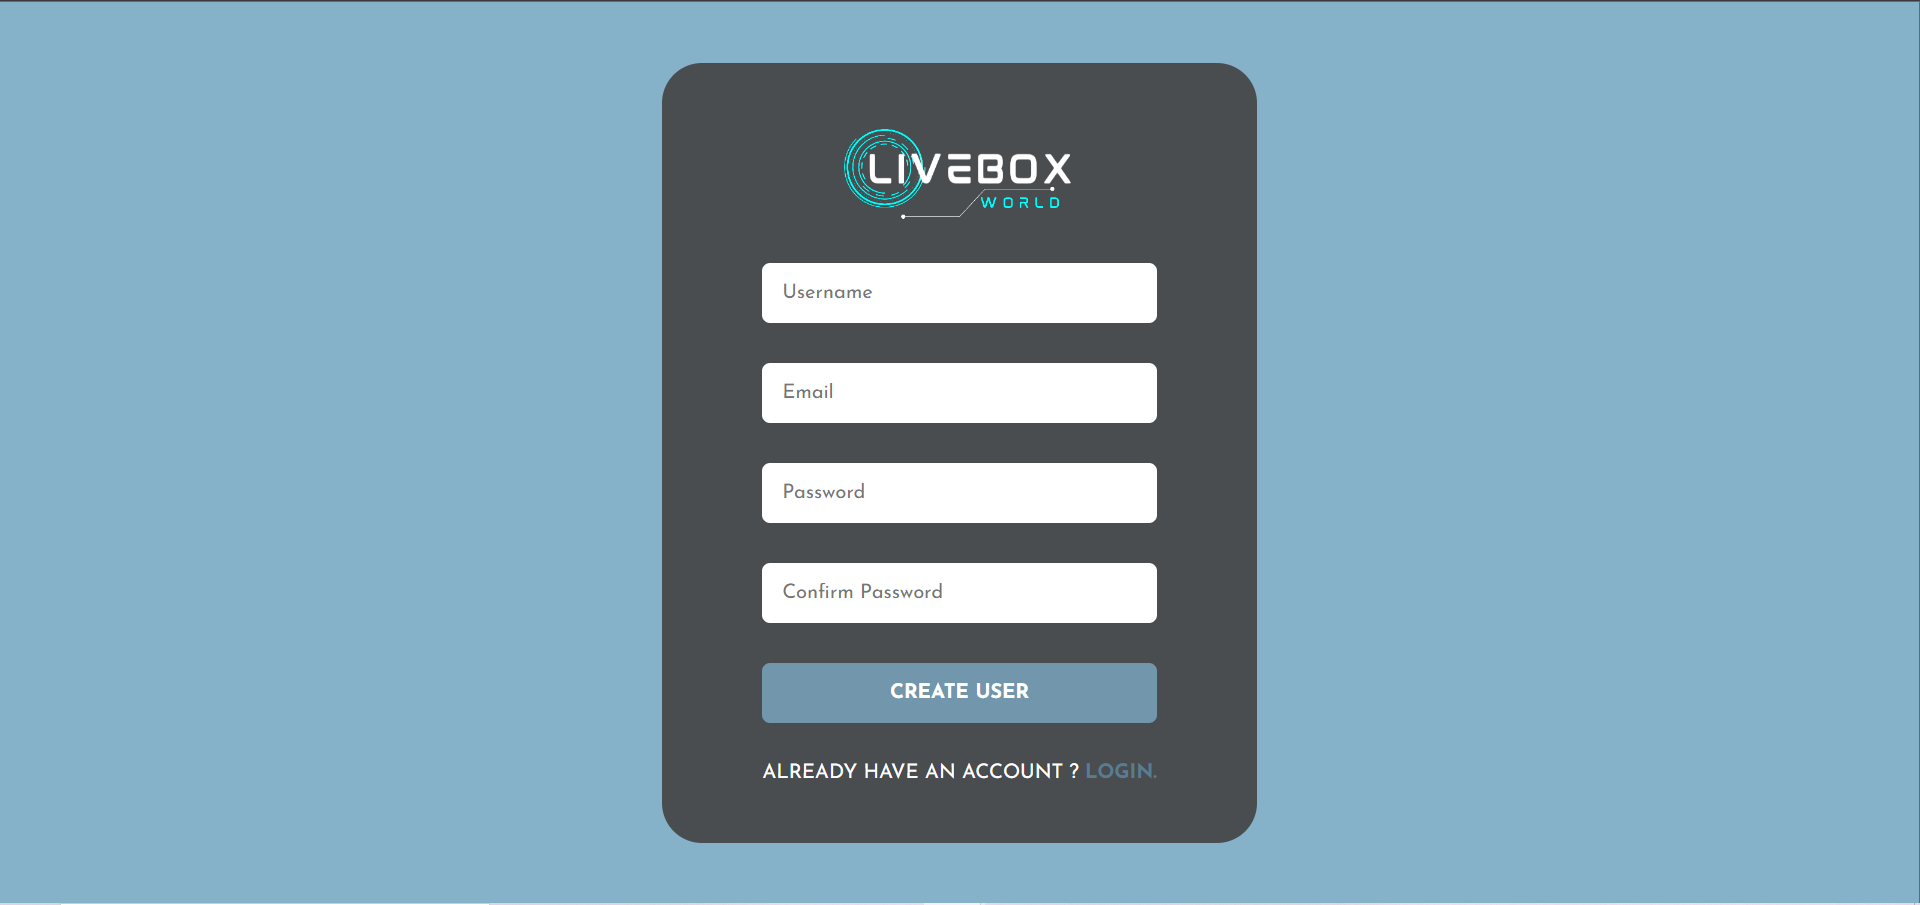 LIVEBOX
WORLD
Username
Email
Password
Confirm Password
CREATE USER
ALREADY HAVE AN ACCOUNT ? LOGIN.